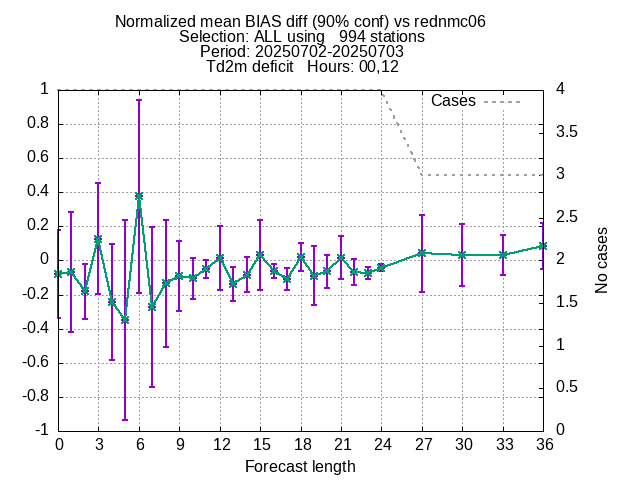 Normalized mean BIAS diff (90% conf) vs rednmc06
Selection: ALL using   994 stations
Period: 20250702-20250703
Td2m deficit   Hours: 00,12
Cases
1
0.8
0.6
0.4
0.2
0
-0.2
-0.4
-0.6
-0.8
-1
4
3.5
3
2.5
2
1.5
1
0.5
0
No cases
0 3 6 9 12 15 18 21 24 27 30 33 36
Forecast length